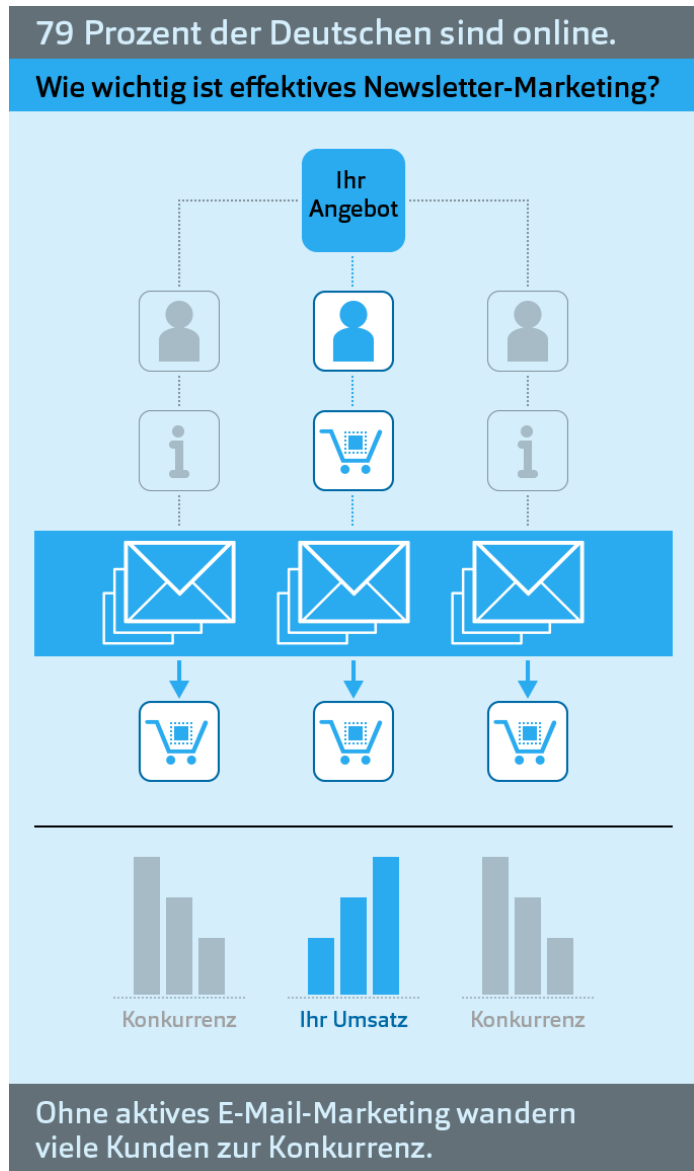 79 Prozent der Deutschen sind online.
Wie wichtig ist effektives Newsletter-Marketing?
Ihr
Angebot
Konkurrenz
Ihr Umsatz
Konkurrenz
Ohne aktives E-Mail-Marketing wandern
viele Kunden zur Konkurrenz.